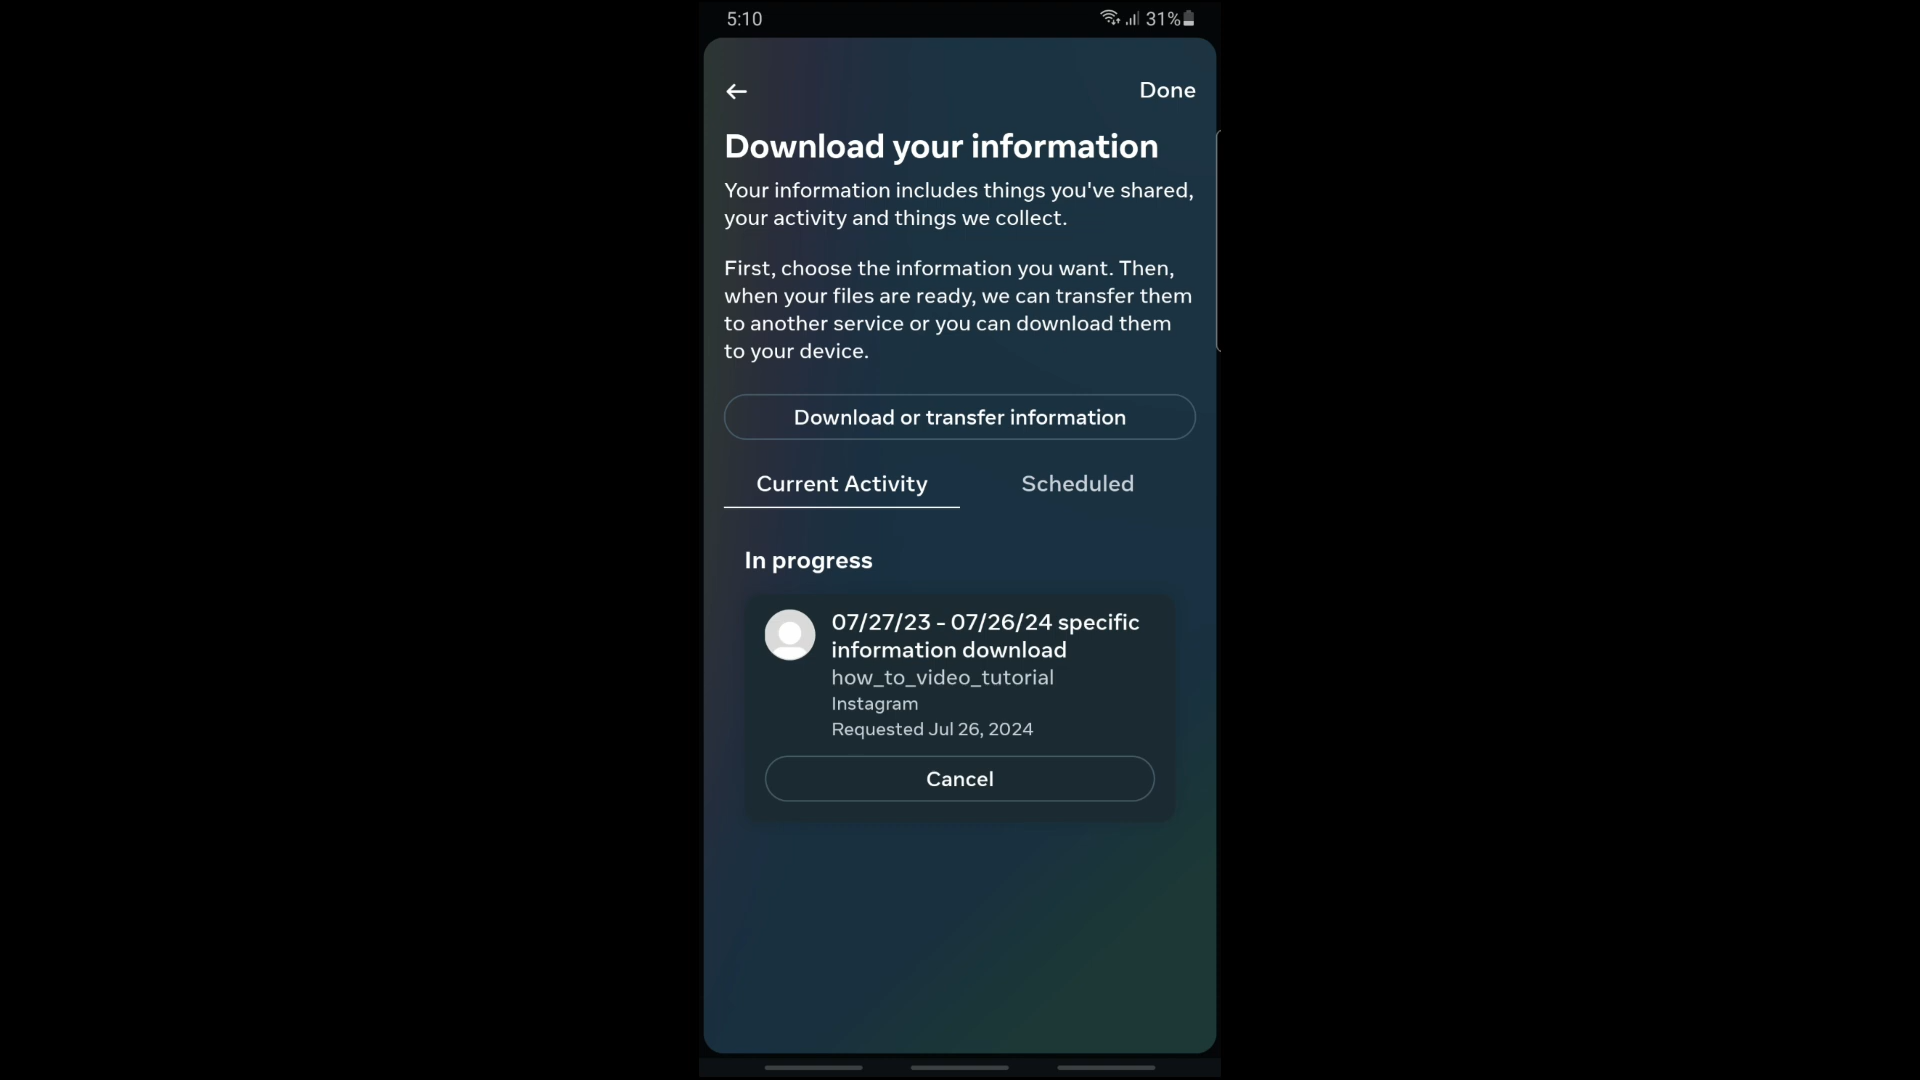 5:10
31%
Done
Download your information
Your information includes things you've shared,
your activity and things we collect.
First, choose the information you want. Then,
when your files are ready, we can transfer them
to another service or you can download them
to your device.
Download or transfer information
Current Activity
Scheduled
In progress
07/27/23 - 07/26/24 specific
information download
how_to_video_tutorial
Instagram
Requested Jul 26, 2024
Cancel